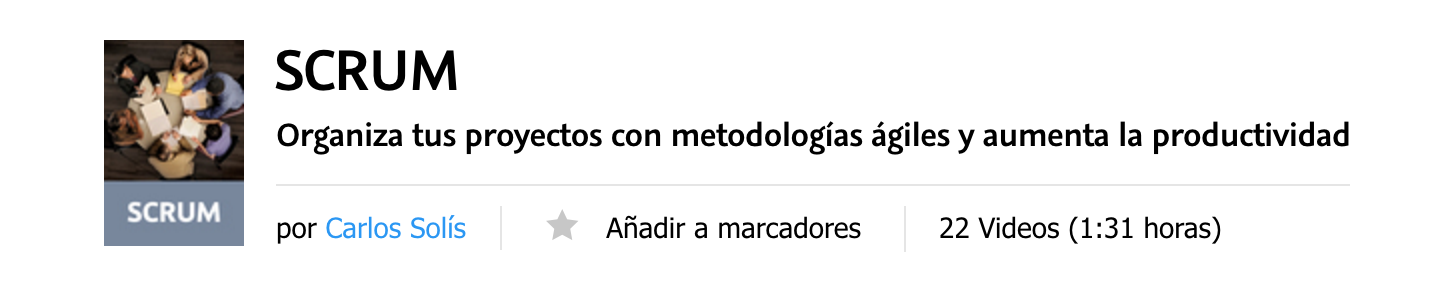 SCRUM
SCRUM
Organiza tus proyectos con metodologías ágiles y aumenta la productividad
por Carlos Solís
Añadir a marcadores
22 Videos (1:31 horas)